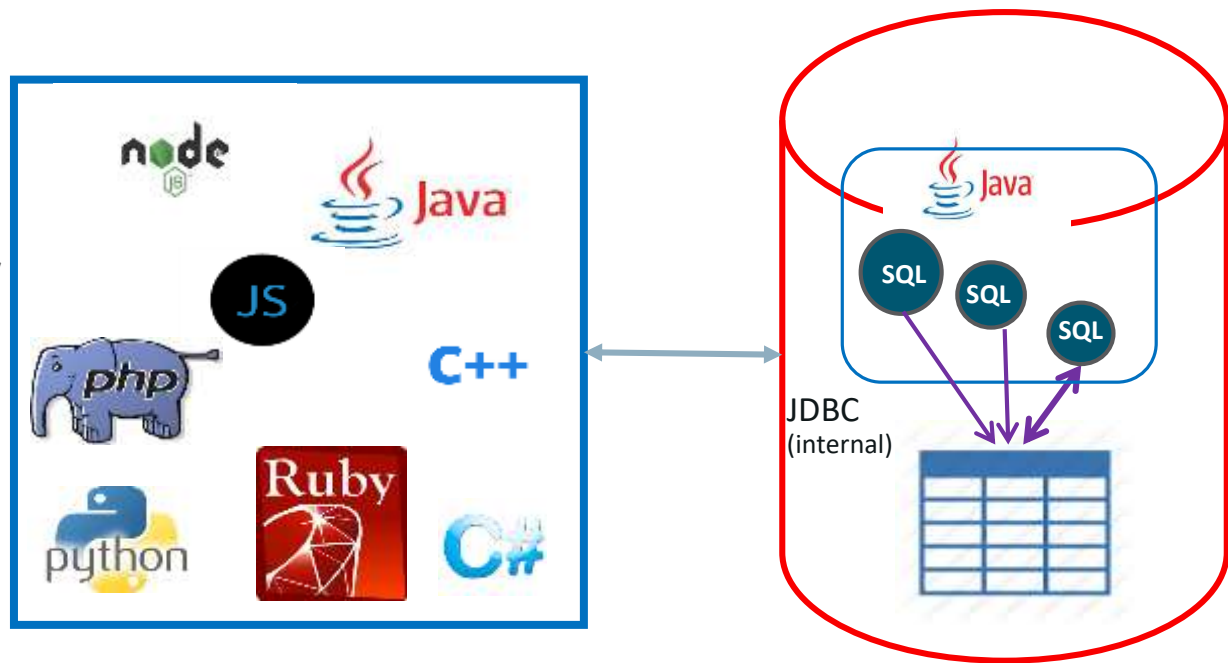 node
JS
Java
JS
php
C++
python
Ruby
C#
Java
SQL
SQL
SQL
JDBC
(internal)